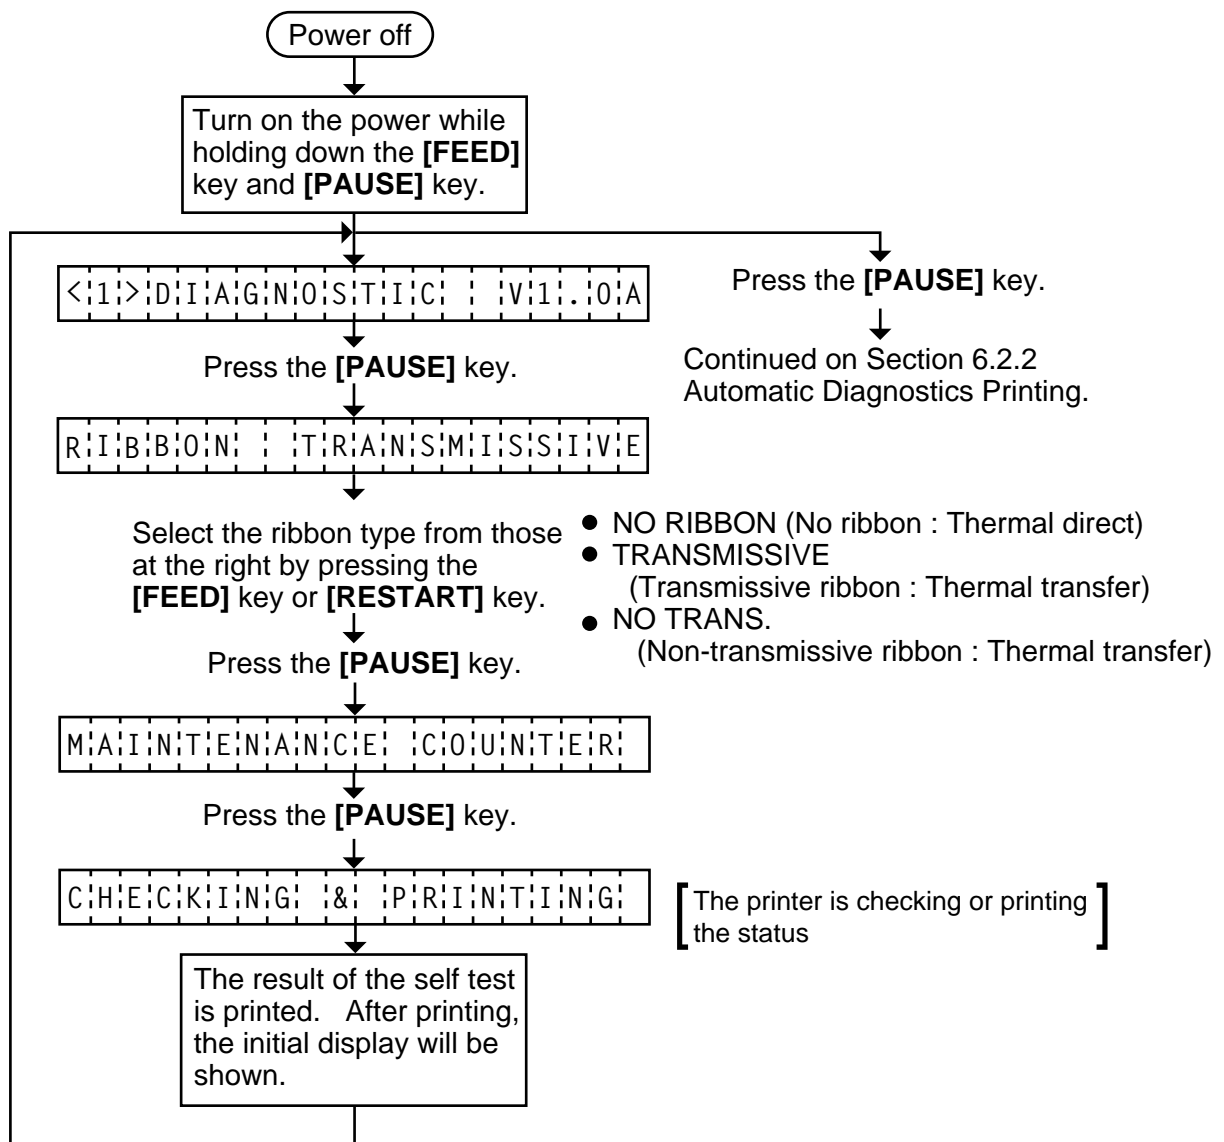 Power off
Turn on the power while
holding down the [FEED]
key and [PAUSE] key.
<1>DIAGNOSTIC  V1.0A
Press the [PAUSE] key.
Continued on Section 6.2.2
Automatic Diagnostics Printing.
Press the [PAUSE] key.
RIBBON  TRANSMISSIVE
Select the ribbon type from those
at the right by pressing the
[FEED] key or [RESTART] key.
● NO RIBBON (No ribbon : Thermal direct)
● TRANSMISSIVE
(Transmissive ribbon : Thermal transfer)
● NO TRANS.
(Non-transmissive ribbon : Thermal transfer)
Press the [PAUSE] key.
MAINTENANCE COUNTER
Press the [PAUSE] key.
CHECKING & PRINTING
[The printer is checking or printing
the status]
The result of the self test
is printed.   After printing,
the initial display will be
shown.